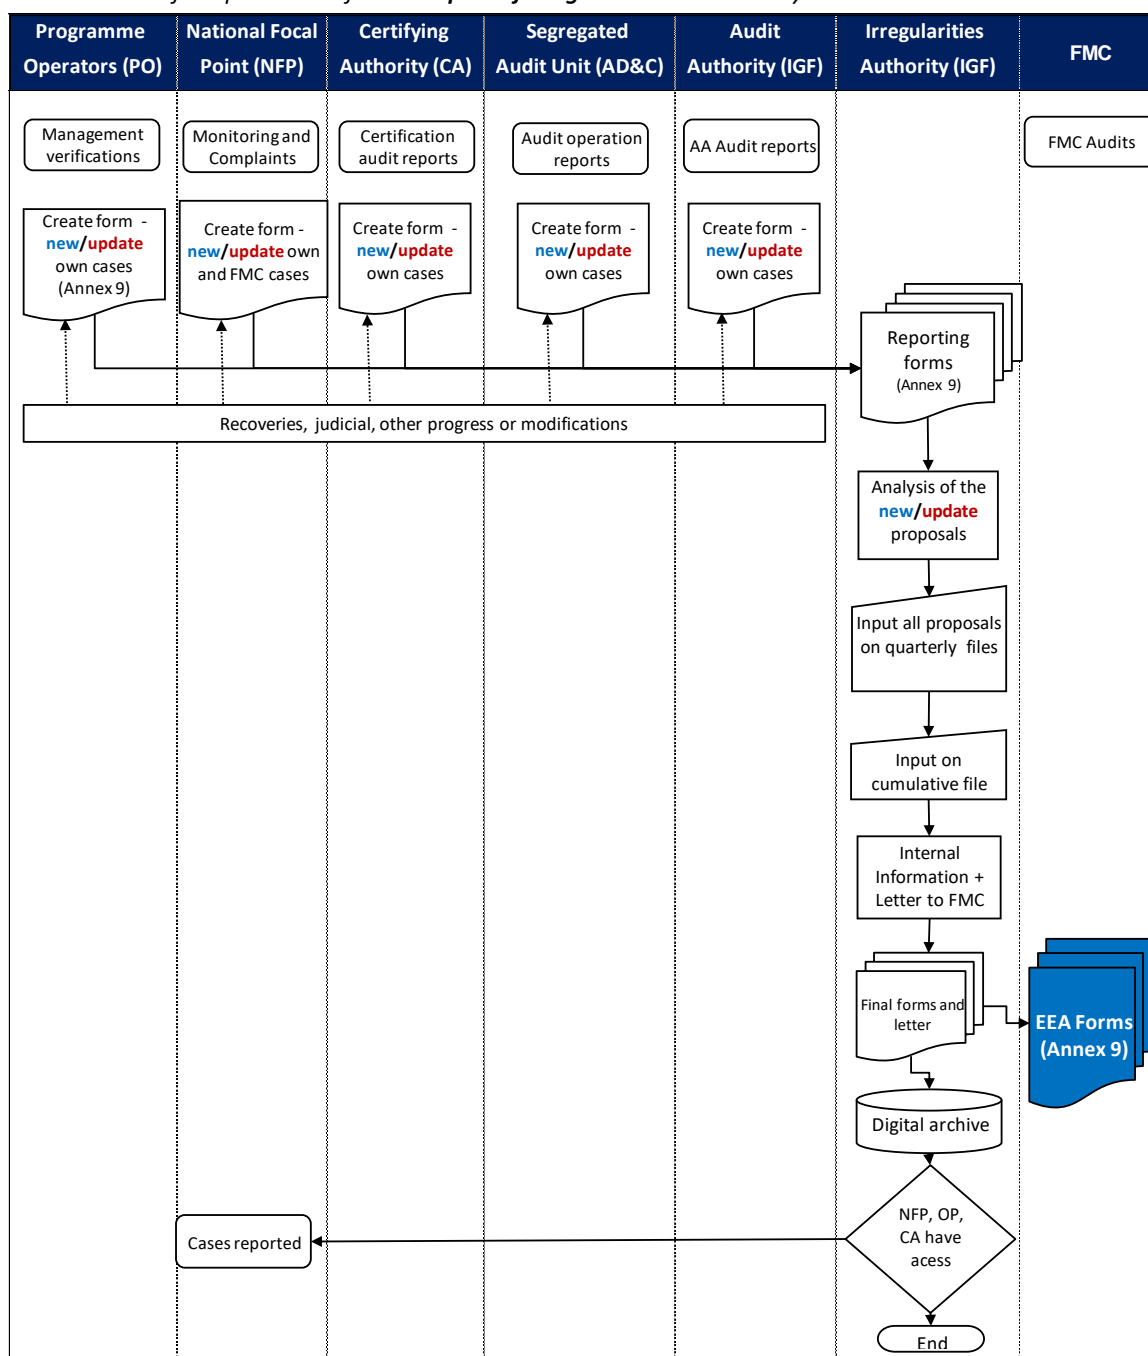 Programme
Operators (PO)
National Focal
Point (NFP)
Certifying
Authority (CA)
Segregated
Audit Unit (AD&C)
Audit
Authority (IGF)
Irregularities
Authority (IGF)
FMC
Management
verifications
Monitoring and
Complaints
Certification
audit reports
Audit operation
reports
AA Audit reports
FMC Audits
Create form -
new/update
own cases
(Annex 9)
Create form -
new/update own
and FMC cases
Create form -
new/update
own cases
Create form -
new/update
own cases
Create form -
new/update
own cases
Reporting
forms
(Annex 9)
Recoveries, judicial, other progress or modifications
Analysis of the
new/update
proposals
Input all proposals
on quarterly files
Input on
cumulative file
Internal
Information +
Letter to FMC
Final forms and
letter
EEA Forms
(Annex 9)
Digital archive
NFP, OP,
CA have
acess
Cases reported
End